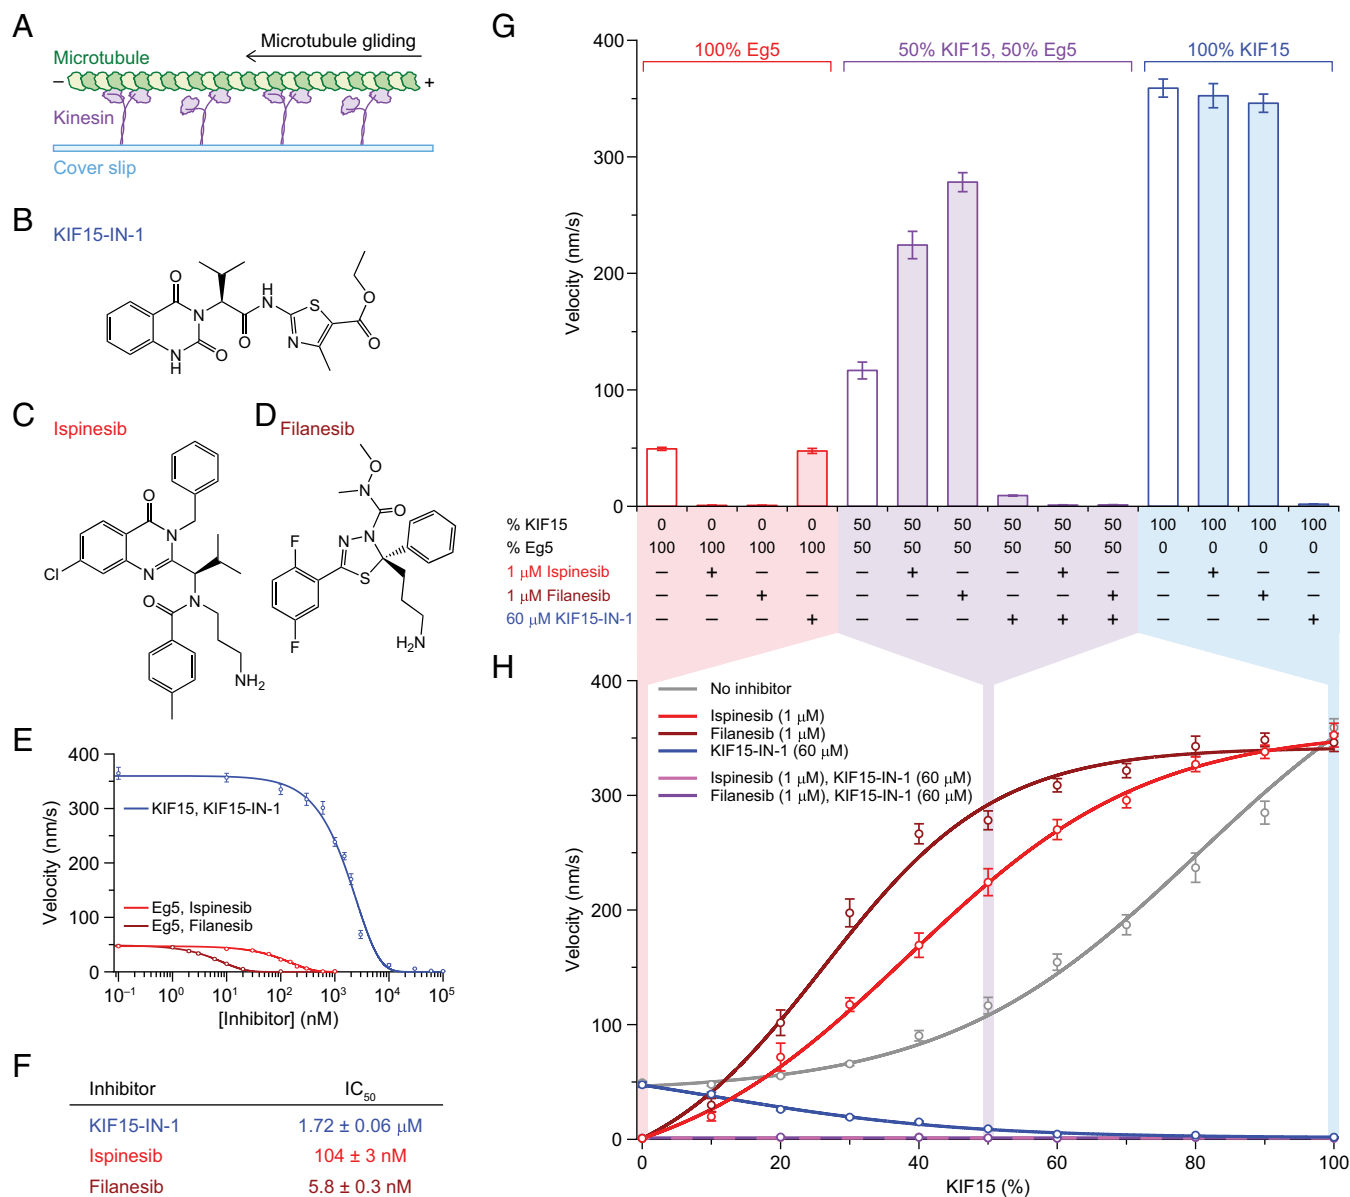 A
Microtubule gliding
Microtubule
− +
Kinesin
Cover slip
B
KIF15-IN-1
O
N
N
H
O
O
H
N
S
N
O
O
C
Ispinesib
O
N
N
Cl
O
N
NH2
D
Filanesib
O
N
O
N
N
S
F
F
H2N
E
400
300
200
100
0
Velocity (nm/s)
KIF15, KIF15-IN-1
Eg5, Ispinesib
Eg5, Filanesib
10−1 100 101 102 103 104 105
[Inhibitor] (nM)
F
Inhibitor IC50
KIF15-IN-1 1.72 ± 0.06 μM
Ispinesib 104 ± 3 nM
Filanesib 5.8 ± 0.3 nM
G
100% Eg5 50% KIF15, 50% Eg5 100% KIF15
400
300
200
100
0
Velocity (nm/s)
% KIF15 0 0 0 0 50 50 50 50 50 50 100 100 100 100
% Eg5 100 100 100 100 50 50 50 50 50 50 0 0 0 0
1 μM Ispinesib − + − − − + − − + − − + − −
1 μM Filanesib − − + − − − + − − + − − + −
60 μM KIF15-IN-1 − − − + − − − + + + − − − +
H
400
300
200
100
0
Velocity (nm/s)
No inhibitor
Ispinesib (1 μM)
Filanesib (1 μM)
KIF15-IN-1 (60 μM)
Ispinesib (1 μM), KIF15-IN-1 (60 μM)
Filanesib (1 μM), KIF15-IN-1 (60 μM)
0 20 40 60 80 100
KIF15 (%)